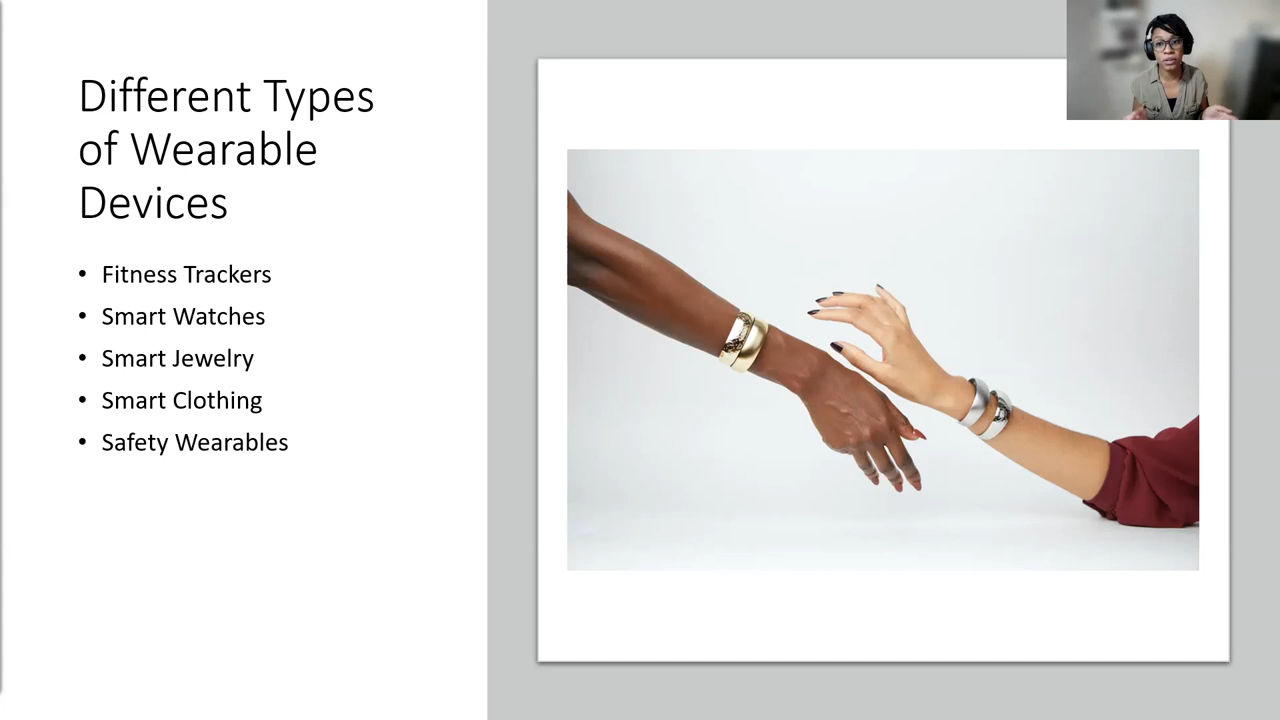 Different Types
of Wearable
Devices
• Fitness Trackers
• Smart Watches
• Smart Jewelry
• Smart Clothing
• Safety Wearables